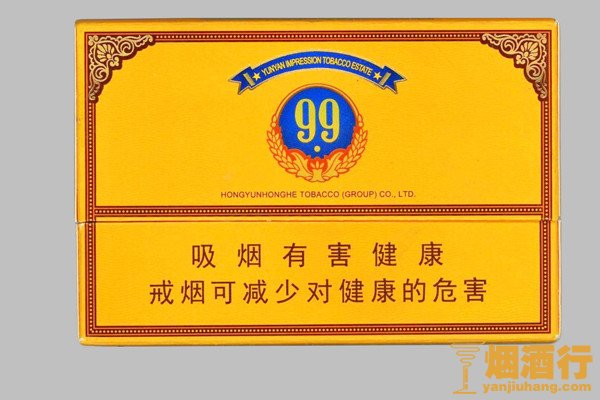 YUNYAN IMPRESSION TOBACCO ESTATE
99
HONGYUNHONGHE TOBACCO (GROUP) CO., LTD.
吸烟有害健康
戒烟可减少对健康的危害
烟酒行
yanjiuhang.com